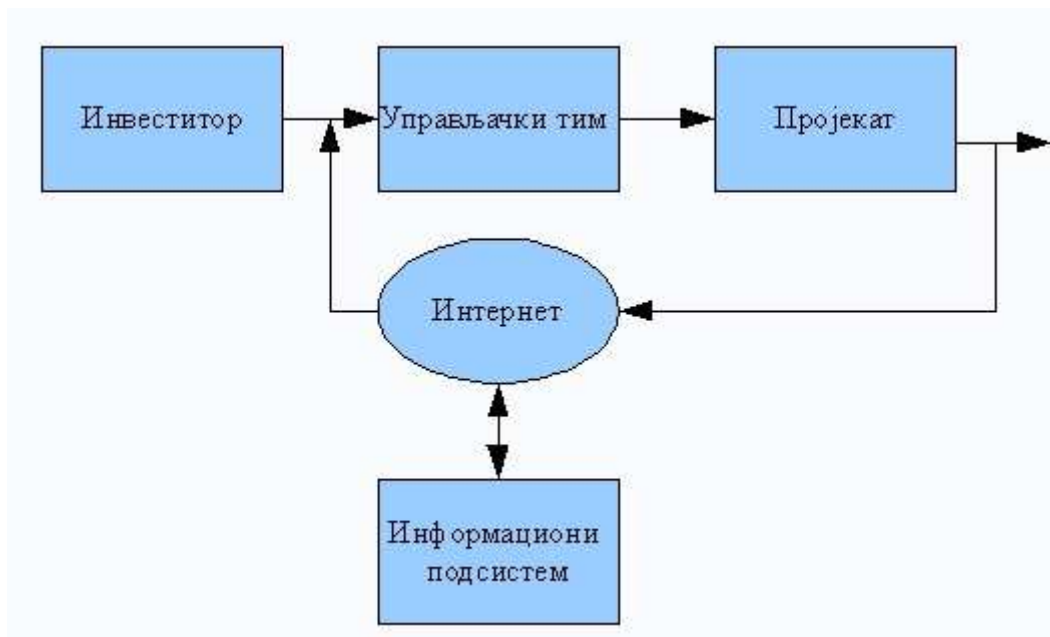 Инвеститор
Управљачки тим
Пројекат
Интернет
Информациони
подсистем